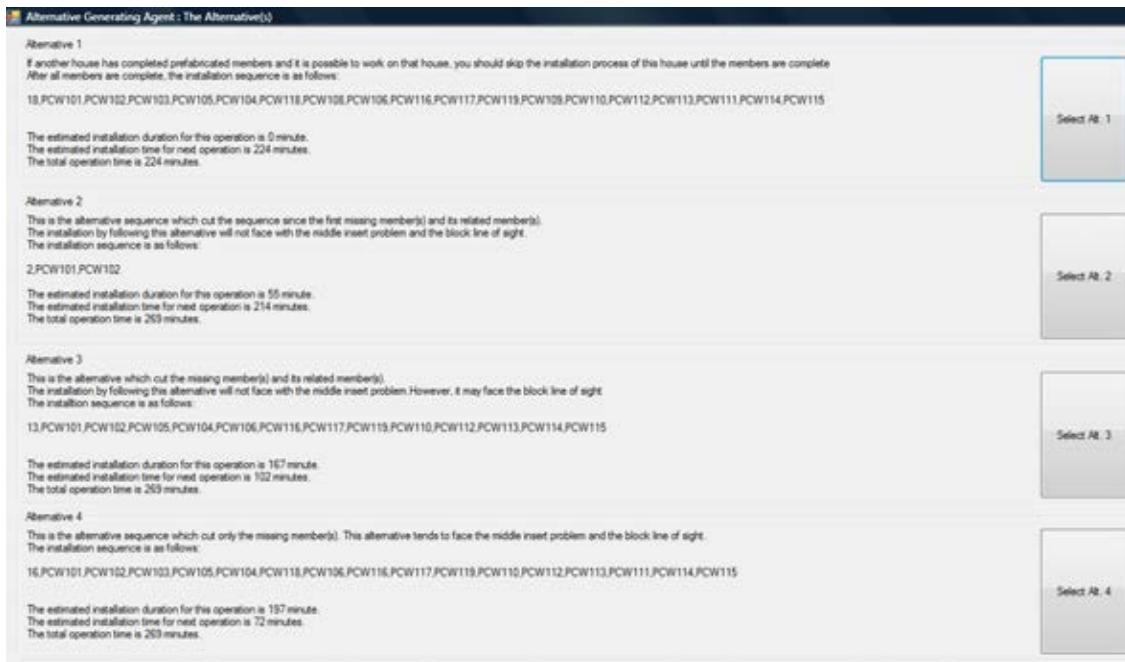 Alternative Generating Agent : The Alternative(s)
Alternative 1
If another house has completed prefabricated members and it is possible to work on that house, you should skip the installation process of this house until the members are complete
After all members are complete, the installation sequence is as follows:
18,PCW101,PCW102,PCW103,PCW105,PCW104,PCW118,PCW108,PCW106,PCW116,PCW117,PCW119,PCW109,PCW110,PCW112,PCW113,PCW111,PCW114,PCW115
The estimated installation duration for this operation is 0 minute.
The estimated installation time for next operation is 224 minutes.
The total operation time is 224 minutes.
Select Alt. 1
Alternative 2
This is the alternative sequence which cut the sequence since the first missing member(s) and its related member(s).
The installation by following this alternative will not face with the middle insert problem and the block line of sight.
The installation sequence is as follows:
2,PCW101,PCW102
The estimated installation duration for this operation is 55 minute.
The estimated installation time for next operation is 214 minutes.
The total operation time is 269 minutes.
Select Alt. 2
Alternative 3
This is the alternative which cut the missing member(s) and its related member(s).
The installation by following this alternative will not face with the middle insert problem.However, it may face the block line of sight
The installtion sequence is as follows:
13,PCW101,PCW102,PCW105,PCW104,PCW106,PCW116,PCW117,PCW119,PCW110,PCW112,PCW113,PCW114,PCW115
The estimated installation duration for this operation is 167 minute.
The estimated installation time for next operation is 102 minutes.
The total operation time is 269 minutes.
Select Alt. 3
Alternative 4
This is the alternative sequence which cut only the missing member(s). This alternative tends to face the middle insert problem and the block line of sight.
The installation sequence is as follows:
16,PCW101,PCW102,PCW103,PCW105,PCW104,PCW118,PCW106,PCW116,PCW117,PCW119,PCW110,PCW112,PCW113,PCW111,PCW114,PCW115
The estimated installation duration for this operation is 197 minute.
The estimated installation time for next operation is 72 minutes.
The total operation time is 269 minutes.
Select Alt. 4